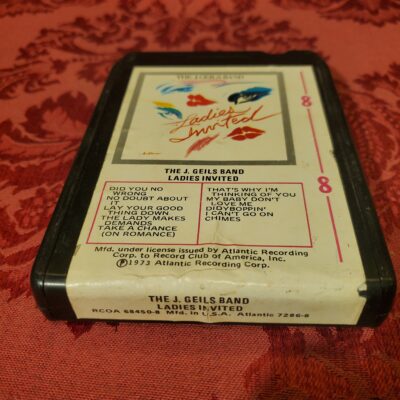 THE J. GEILS BAND
Ladies
Invited
8
THE J. GEILS BAND
LADIES INVITED
8
DID YOU NO
WRONG
NO DOUBT ABOUT
IT
LAY YOUR GOOD
THING DOWN
THE LADY MAKES
DEMANDS
TAKE A CHANCE
(ON ROMANCE)
THAT'S WHY I'M
THINKING OF YOU
MY BABY DON'T
LOVE ME
DIDYBOPPIN'
I CAN'T GO ON
CHIMES
Mfd. under license issued by Atlantic Recording
Corp. to Record Club of America, Inc.
Ⓟ1973 Atlantic Recording Corp.
THE J. GEILS BAND
LADIES INVITED
RCOA 68450-8 Mfd. in U.S.A. Atlantic 7286-8